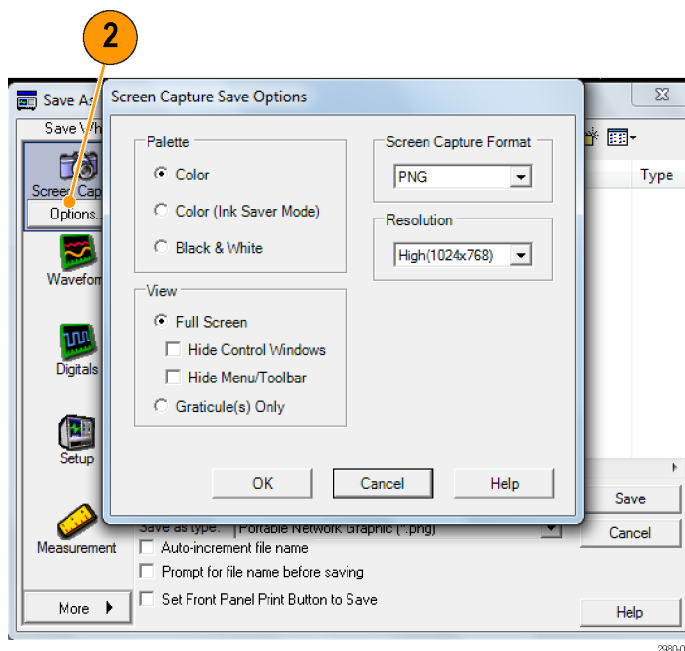 2
Save As
Screen Capture Save Options
Save Wh
Screen Cap
Options...
Waveform
Digitals
Setup
Measurement
More
Palette
Color
Color (Ink Saver Mode)
Black & White
View
Full Screen
Hide Control Windows
Hide Menu/Toolbar
Graticule(s) Only
Screen Capture Format
PNG
Resolution
High(1024x768)
OK
Cancel
Help
Type
Save as type: Portable Network Graphic (*.png)
Auto-increment file name
Prompt for file name before saving
Set Front Panel Print Button to Save
Save
Cancel
Help